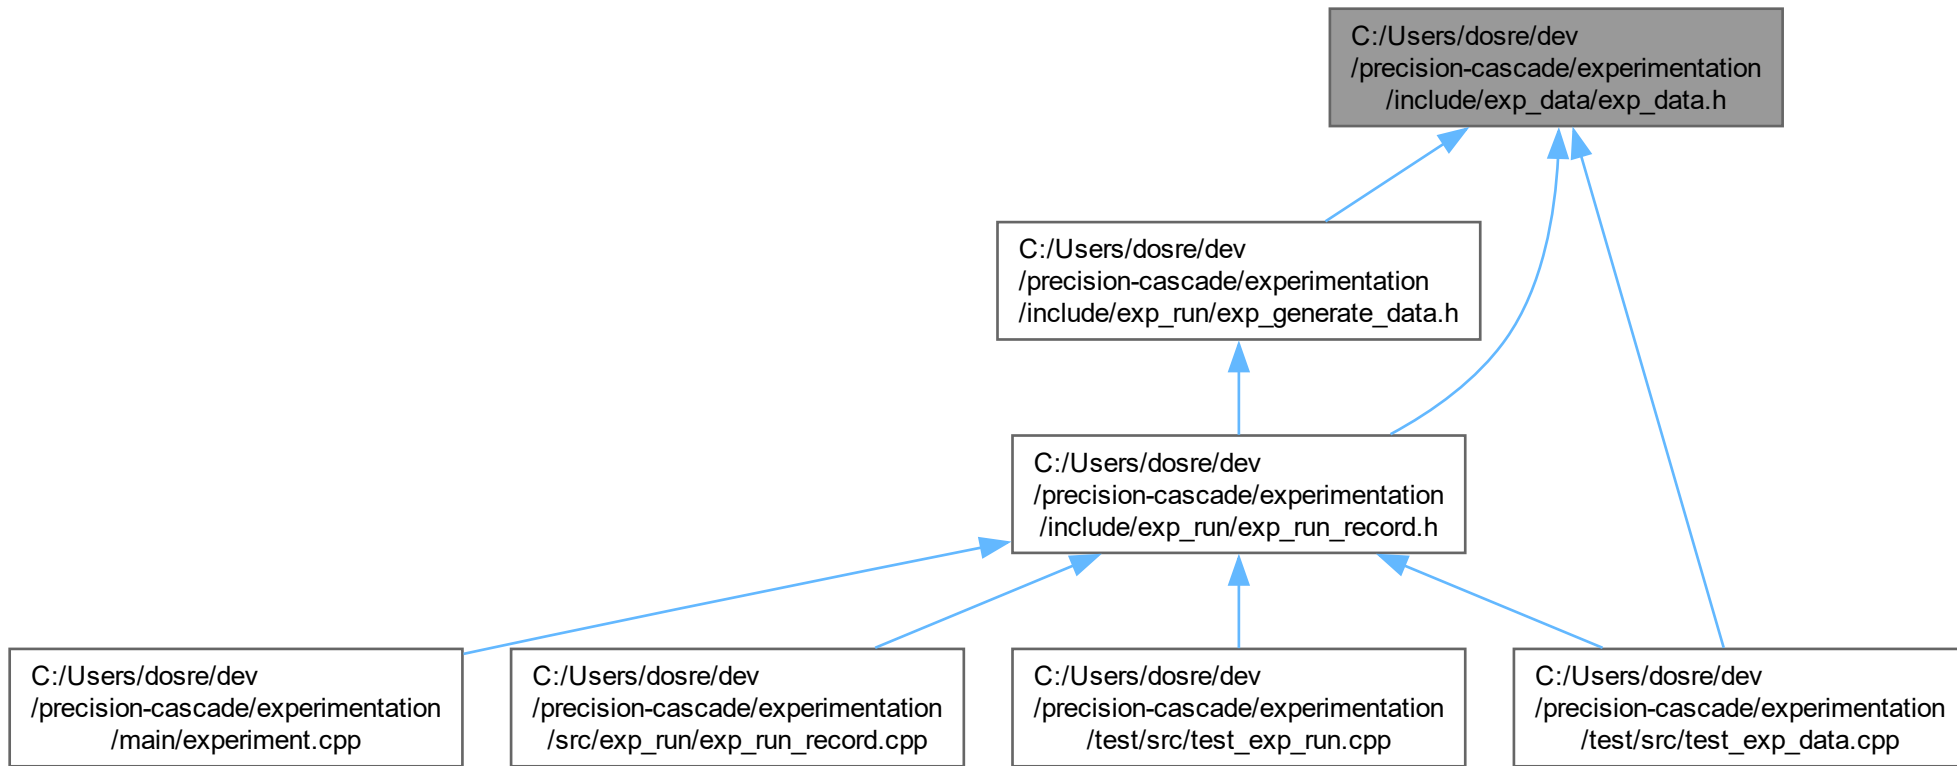 C:/Users/dosre/dev
/precision-cascade/experimentation
/include/exp_data/exp_data.h
C:/Users/dosre/dev
/precision-cascade/experimentation
/include/exp_run/exp_generate_data.h
C:/Users/dosre/dev
/precision-cascade/experimentation
/include/exp_run/exp_run_record.h
C:/Users/dosre/dev
/precision-cascade/experimentation
/main/experiment.cpp
C:/Users/dosre/dev
/precision-cascade/experimentation
/src/exp_run/exp_run_record.cpp
C:/Users/dosre/dev
/precision-cascade/experimentation
/test/src/test_exp_run.cpp
C:/Users/dosre/dev
/precision-cascade/experimentation
/test/src/test_exp_data.cpp